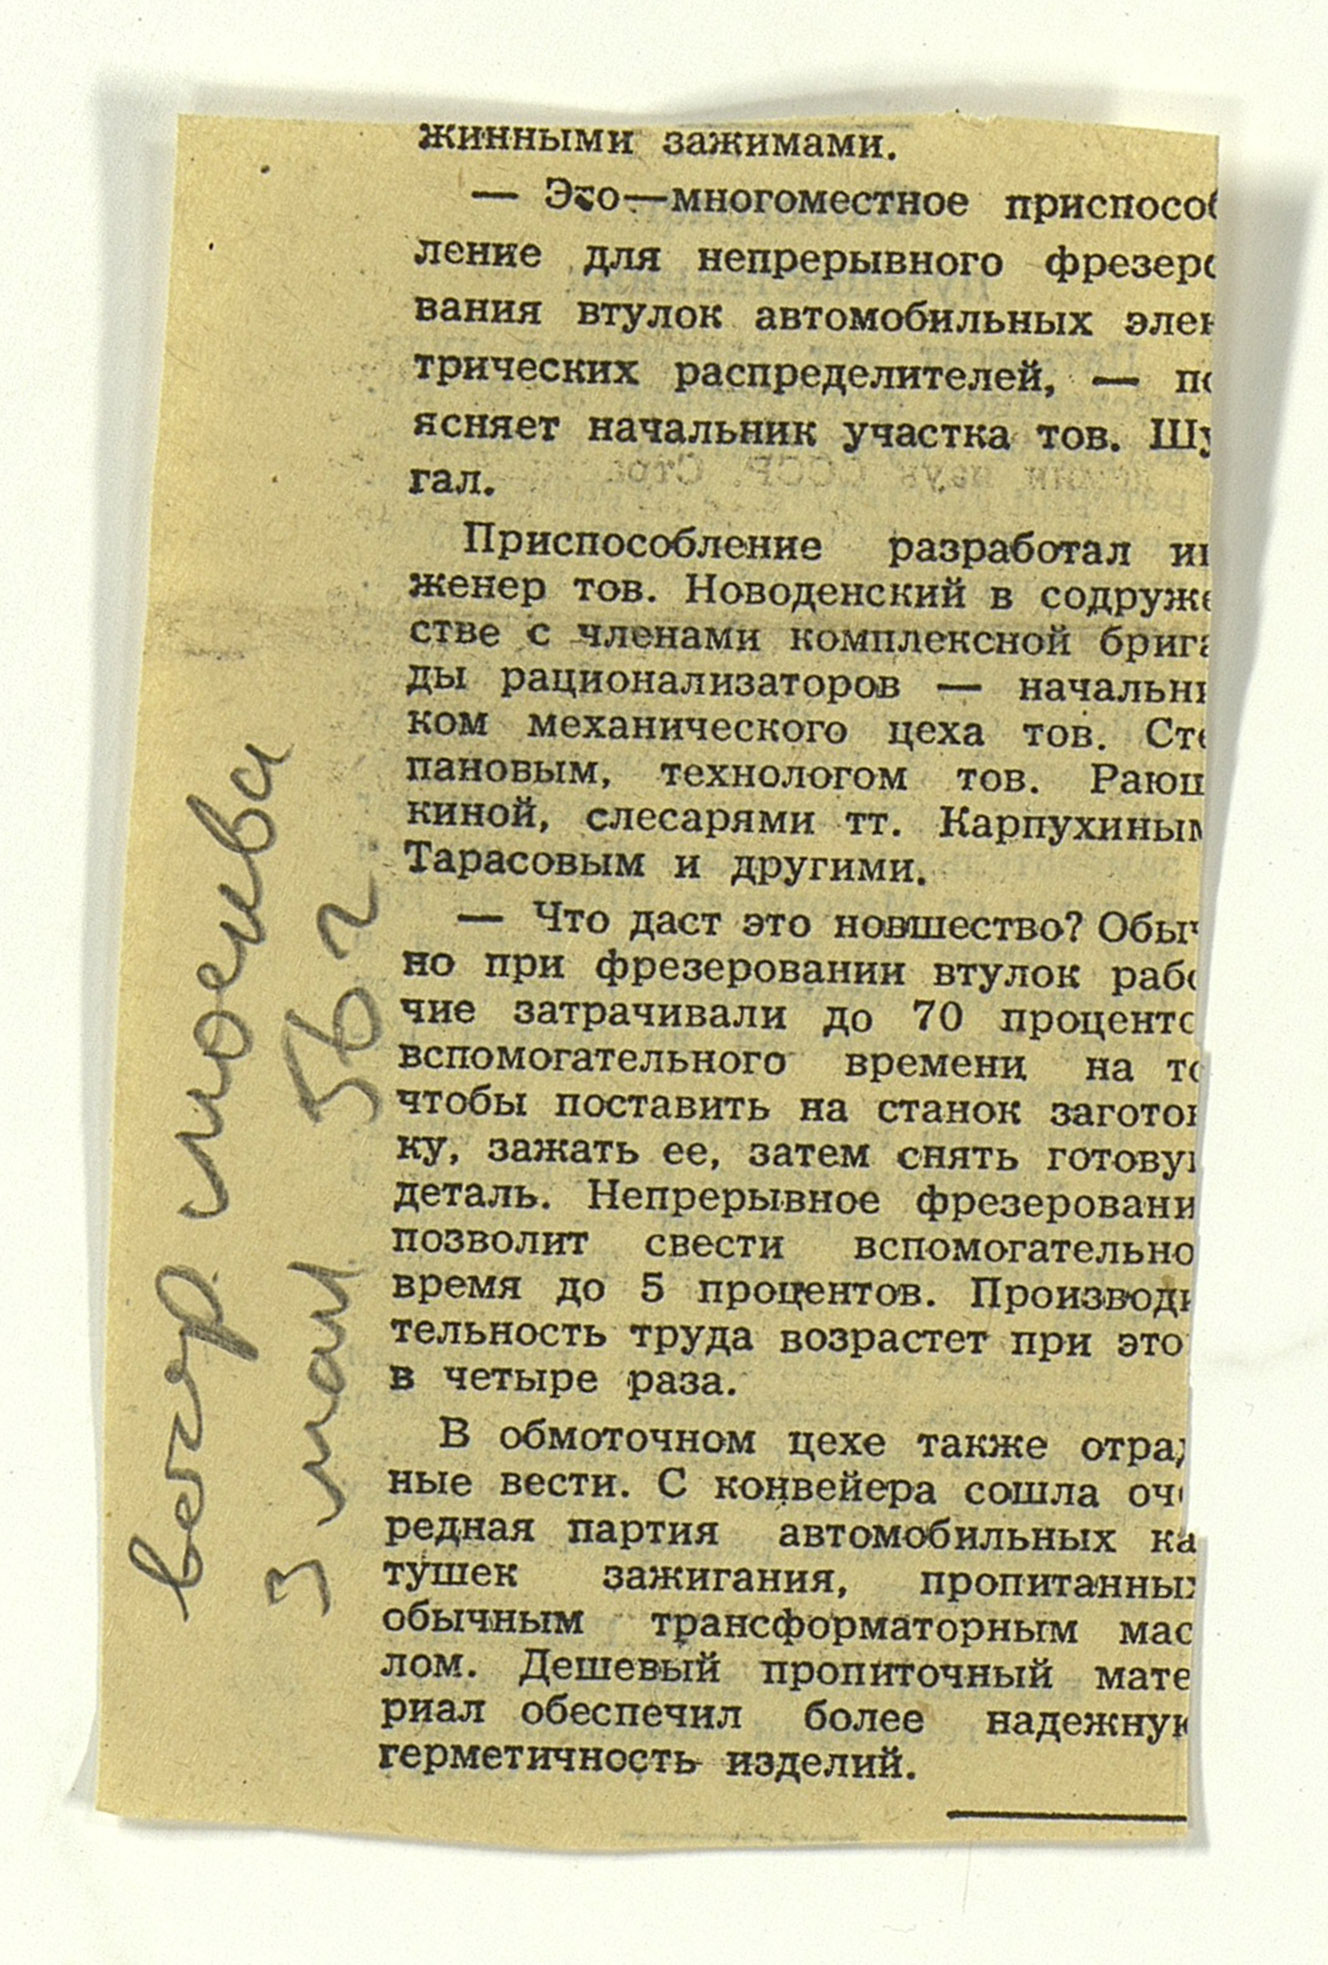 жинными зажимами.
— Это—многоместное приспособ
ление для непрерывного фрезеро
вания втулок автомобильных элек
трических распределителей, — по
ясняет начальник участка тов. Шу
гал.
Приспособление разработал ин
женер тов. Новоденский в содруже
стве с членами комплексной брига
ды рационализаторов — начальни
ком механического цеха тов. Сте
пановым, технологом тов. Раюш
киной, слесарями тт. Карпухиным
Тарасовым и другими.
— Что даст это новшество? Обыч
но при фрезеровании втулок рабо
чие затрачивали до 70 проценто
вспомогательного времени на то
чтобы поставить на станок заготов
ку, зажать ее, затем снять готовую
деталь. Непрерывное фрезеровани
позволит свести вспомогательно
время до 5 процентов. Производи
тельность труда возрастет при это
в четыре раза.
В обмоточном цехе также отрад
ные вести. С конвейера сошла оче
редная партия автомобильных ка
тушек зажигания, пропитанных
обычным трансформаторным мас
лом. Дешевый пропиточный мате
риал обеспечил более надежную
герметичность изделий.
вечер москва
3 мая 56 г